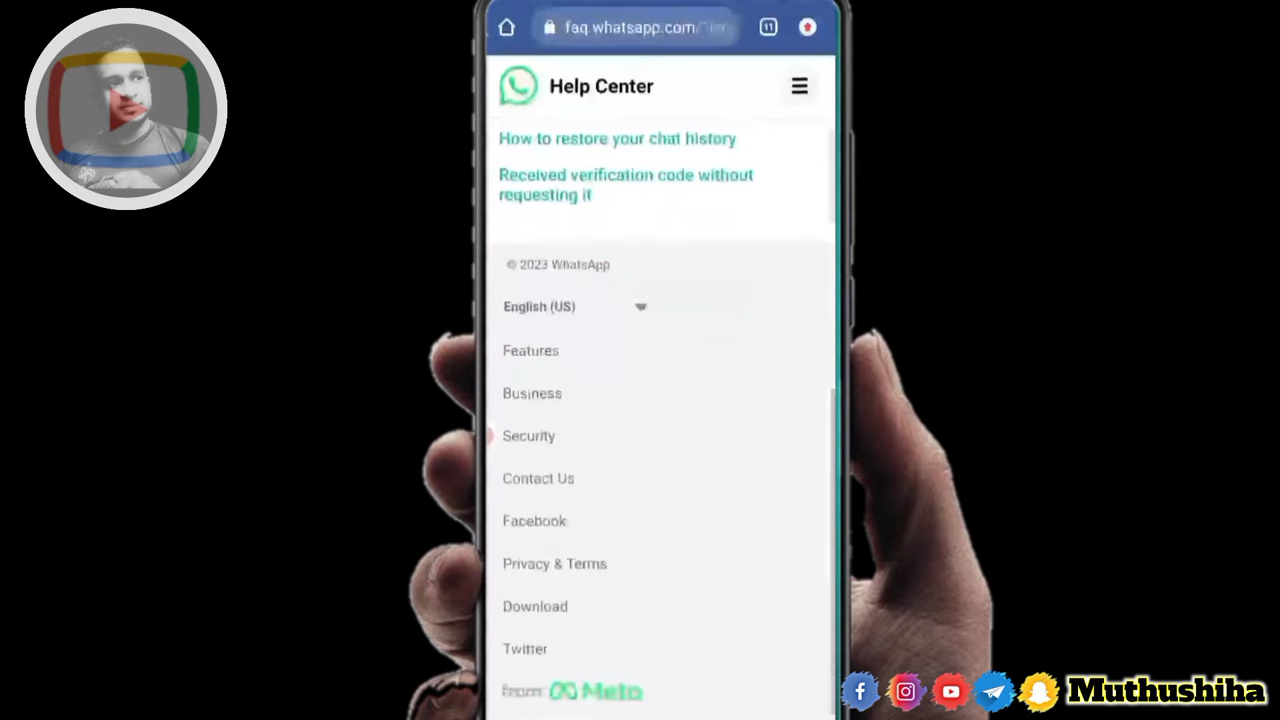 11
faq.whatsapp.com
Help Center
How to restore your chat history
Received verification code without
requesting it
© 2023 WhatsApp
English (US)
Features
Business
Security
Contact Us
Facebook
Privacy & Terms
Download
Twitter
from Meta
Muthushiha